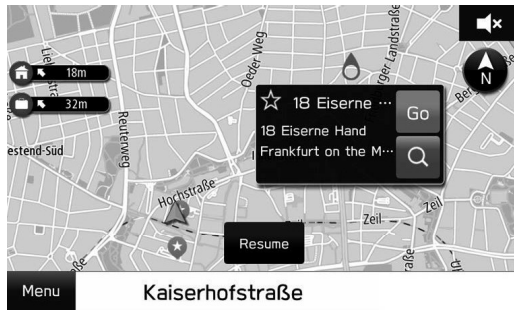 Oeder Weg
18m
32m
N
Reuterweg
estend-Süd
18 Eiserne ···
Go
18 Eiserne Hand
Frankfurt on the M···
Hochstraße
Zeil
Zeil
Resume
Menu
Kaiserhofstraße